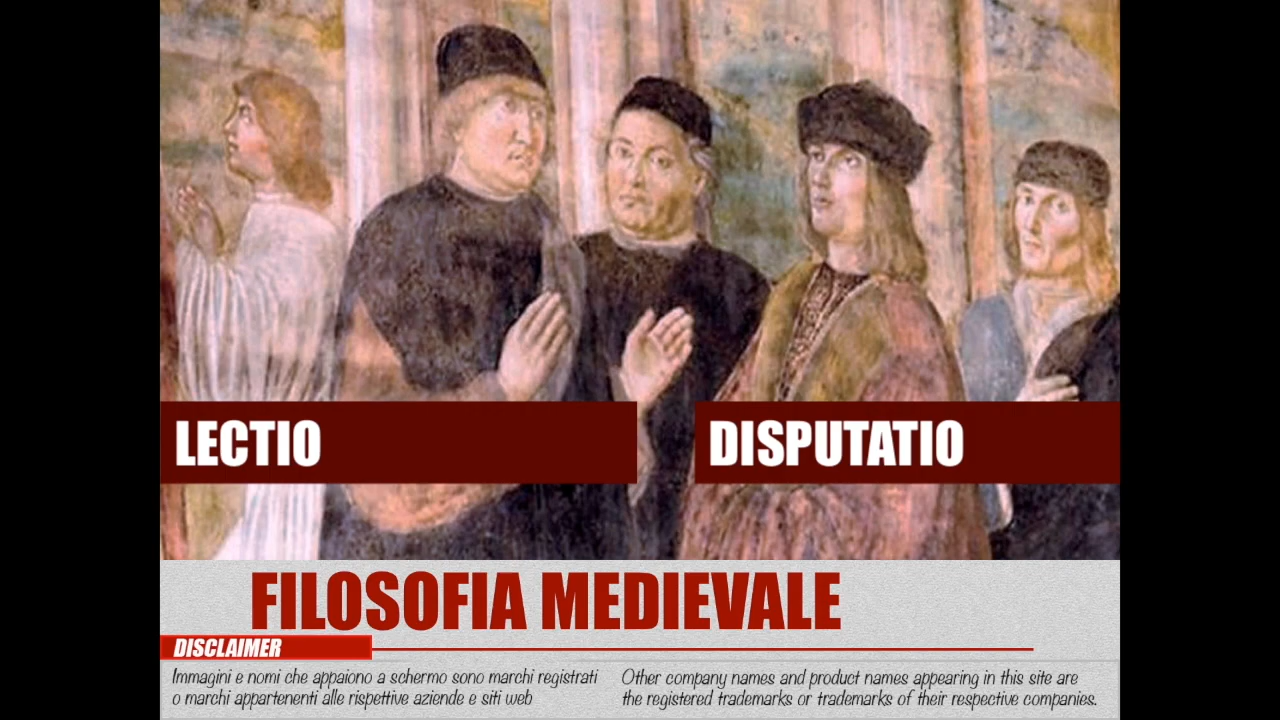 LECTIO
DISPUTATIO
FILOSOFIA MEDIEVALE
DISCLAIMER
Immagini e nomi che appaiono a schermo sono marchi registrati
o marchi appartenenti alle rispettive aziende e siti web
Other company names and product names appearing in this site are
the registered trademarks or trademarks of their respective companies.